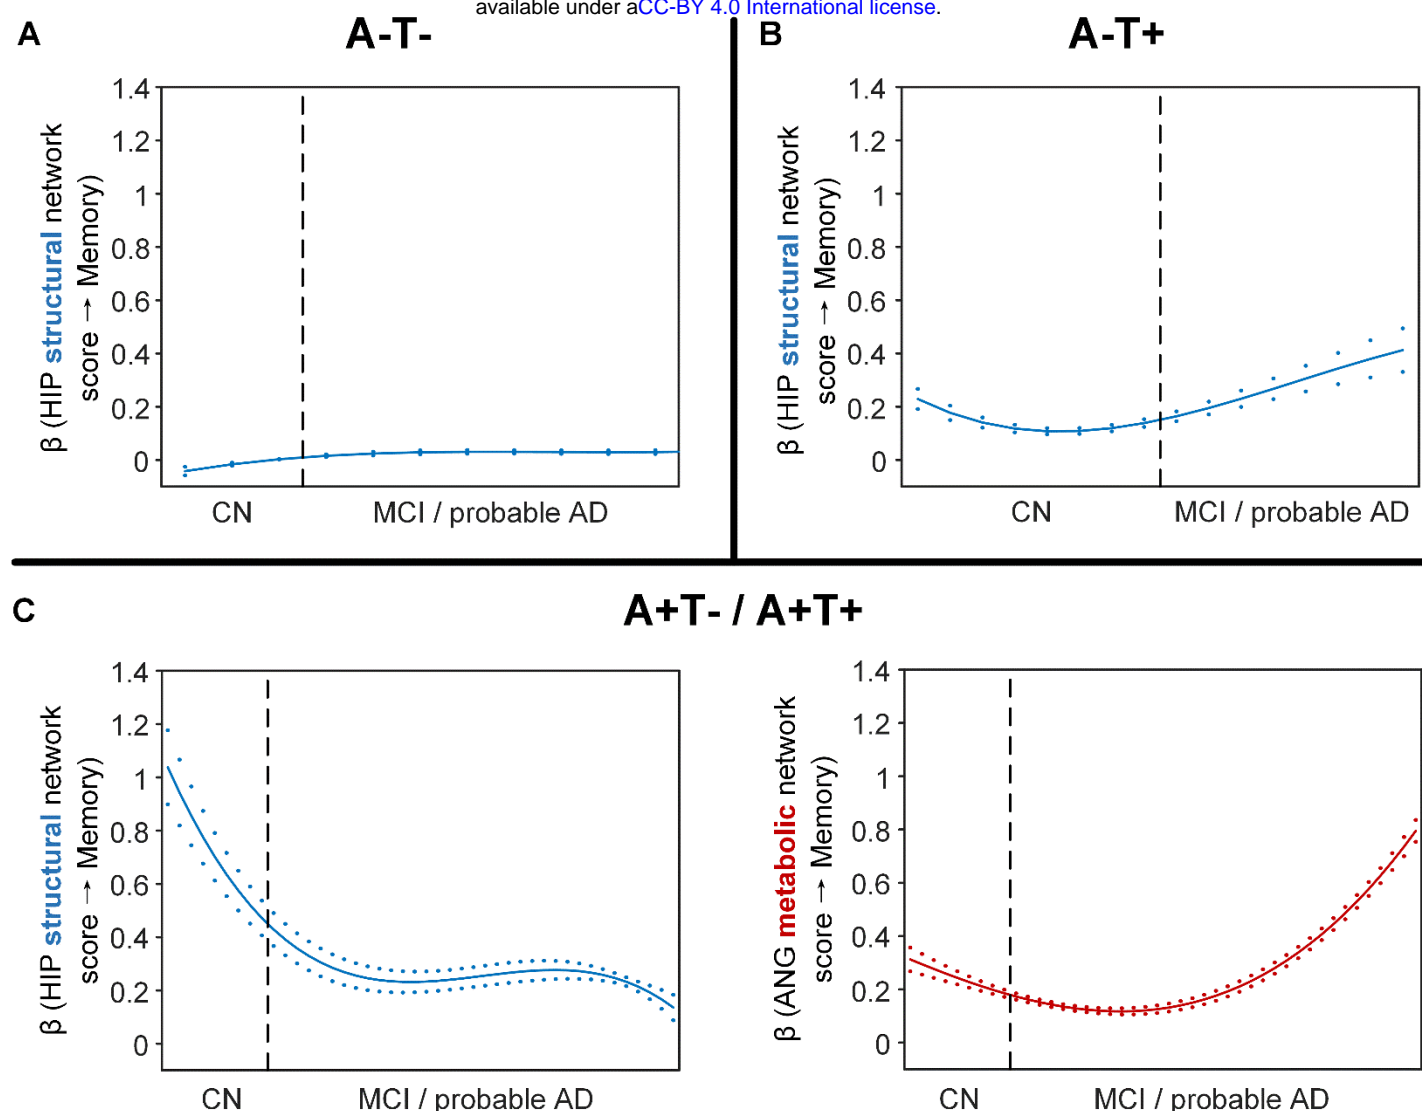 available under aCC-BY 4.0 International license.
A
A-T-
1.4
1.2
1
0.8
0.6
0.4
0.2
0
β (HIP structural network
score → Memory)
CN
MCI / probable AD
B
A-T+
1.4
1.2
1
0.8
0.6
0.4
0.2
0
β (HIP structural network
score → Memory)
CN
MCI / probable AD
C
A+T- / A+T+
1.4
1.2
1
0.8
0.6
0.4
0.2
0
β (HIP structural network
score → Memory)
CN
MCI / probable AD
1.4
1.2
1
0.8
0.6
0.4
0.2
0
β (ANG metabolic network
score → Memory)
CN
MCI / probable AD